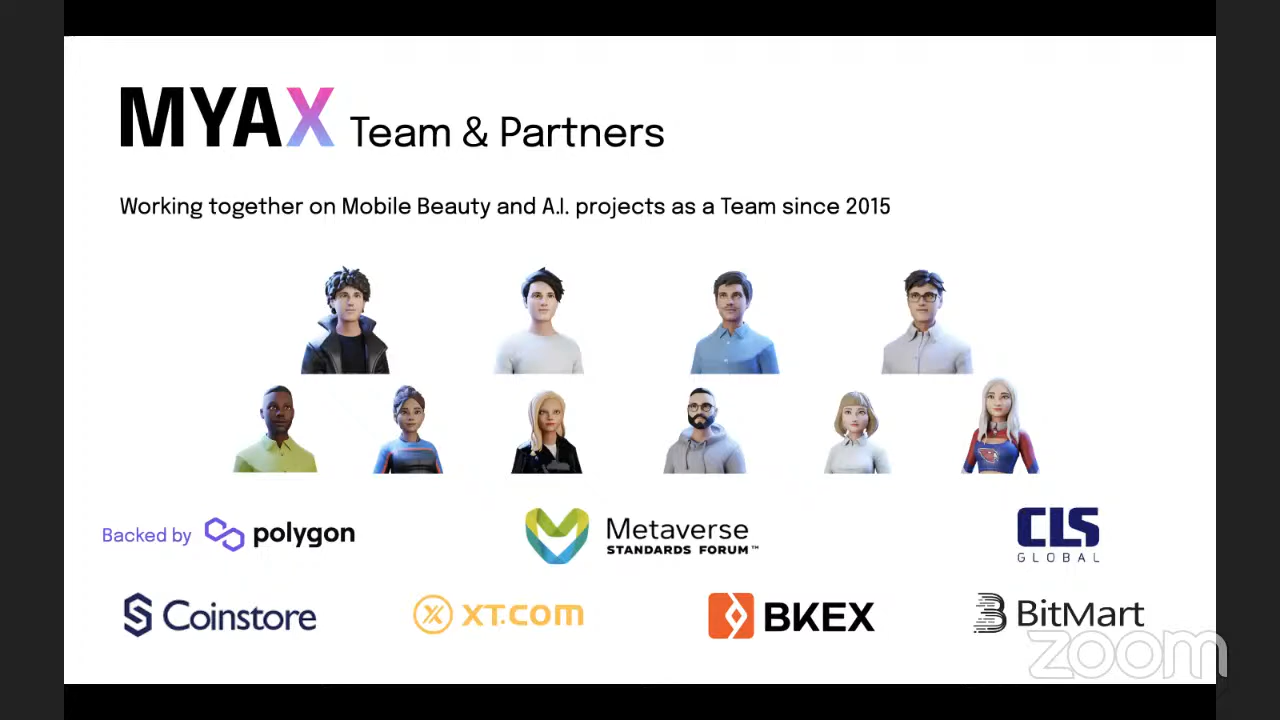 MYAX Team & Partners
Working together on Mobile Beauty and A.I. projects as a Team since 2015
Backed by polygon
Metaverse
STANDARDS FORUM™
CLS
GLOBAL
Coinstore
XT.COM
BKEX
BitMart
zoom